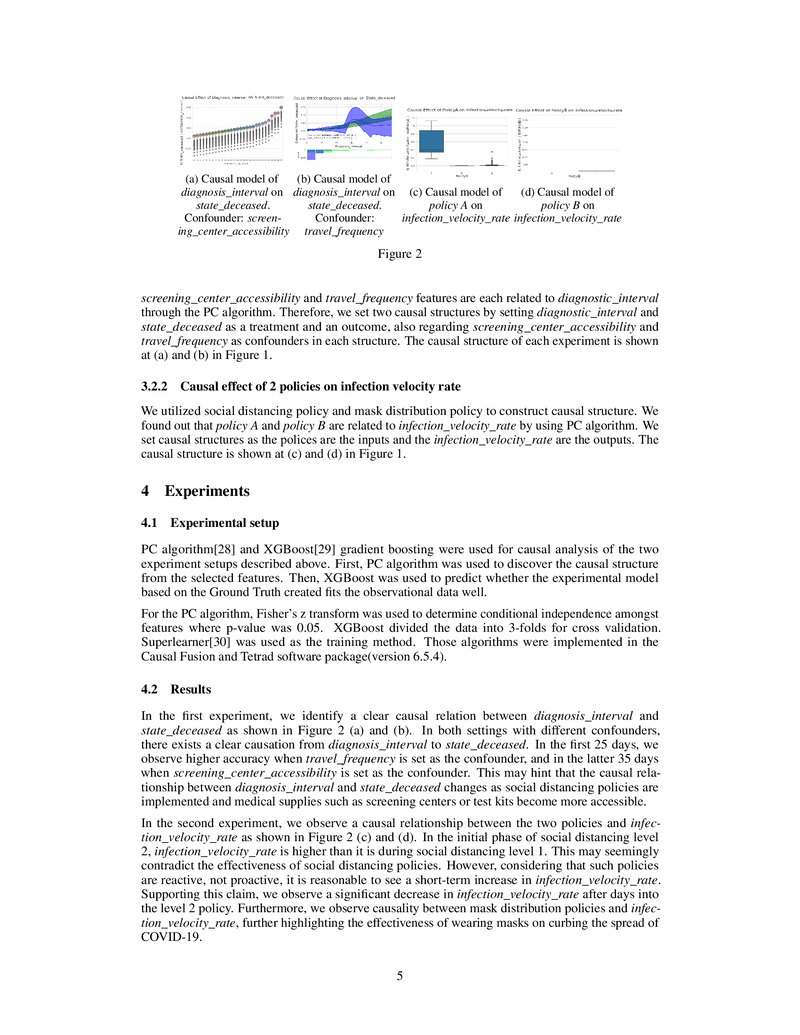 Causal Effect of Diagnosis_interval on State_deceased
Causal Effect of Diagnosis_interval on State_deceased
Causal Effect of PolicyA on Infection_velocity_rate
Causal Effect of PolicyB on Infection_velocity_rate
(a) Causal model of
diagnosis_interval on
state_deceased.
Confounder: screen-
ing_center_accessibility
(b) Causal model of
diagnosis_interval on
state_deceased.
Confounder:
travel_frequency
(c) Causal model of
policy A on
infection_velocity_rate
(d) Causal model of
policy B on
infection_velocity_rate
Figure 2
screening_center_accessibility and travel_frequency features are each related to diagnostic_interval
through the PC algorithm. Therefore, we set two causal structures by setting diagnostic_interval and
state_deceased as a treatment and an outcome, also regarding screening_center_accessibility and
travel_frequency as confounders in each structure. The causal structure of each experiment is shown
at (a) and (b) in Figure 1.
3.2.2 Causal effect of 2 policies on infection velocity rate
We utilized social distancing policy and mask distribution policy to construct causal structure. We
found out that policy A and policy B are related to infection_velocity_rate by using PC algorithm. We
set causal structures as the polices are the inputs and the infection_velocity_rate are the outputs. The
causal structure is shown at (c) and (d) in Figure 1.
4 Experiments
4.1 Experimental setup
PC algorithm[28] and XGBoost[29] gradient boosting were used for causal analysis of the two
experiment setups described above. First, PC algorithm was used to discover the causal structure
from the selected features. Then, XGBoost was used to predict whether the experimental model
based on the Ground Truth created fits the observational data well.
For the PC algorithm, Fisher's z transform was used to determine conditional independence amongst
features where p-value was 0.05. XGBoost divided the data into 3-folds for cross validation.
Superlearner[30] was used as the training method. Those algorithms were implemented in the
Causal Fusion and Tetrad software package(version 6.5.4).
4.2 Results
In the first experiment, we identify a clear causal relation between diagnosis_interval and
state_deceased as shown in Figure 2 (a) and (b). In both settings with different confounders,
there exists a clear causation from diagnosis_interval to state_deceased. In the first 25 days, we
observe higher accuracy when travel_frequency is set as the confounder, and in the latter 35 days
when screening_center_accessibility is set as the confounder. This may hint that the causal rela-
tionship between diagnosis_interval and state_deceased changes as social distancing policies are
implemented and medical supplies such as screening centers or test kits become more accessible.
In the second experiment, we observe a causal relationship between the two policies and infec-
tion_velocity_rate as shown in Figure 2 (c) and (d). In the initial phase of social distancing level
2, infection_velocity_rate is higher than it is during social distancing level 1. This may seemingly
contradict the effectiveness of social distancing policies. However, considering that such policies
are reactive, not proactive, it is reasonable to see a short-term increase in infection_velocity_rate.
Supporting this claim, we observe a significant decrease in infection_velocity_rate after days into
the level 2 policy. Furthermore, we observe causality between mask distribution policies and infec-
tion_velocity_rate, further highlighting the effectiveness of wearing masks on curbing the spread of
COVID-19.
5